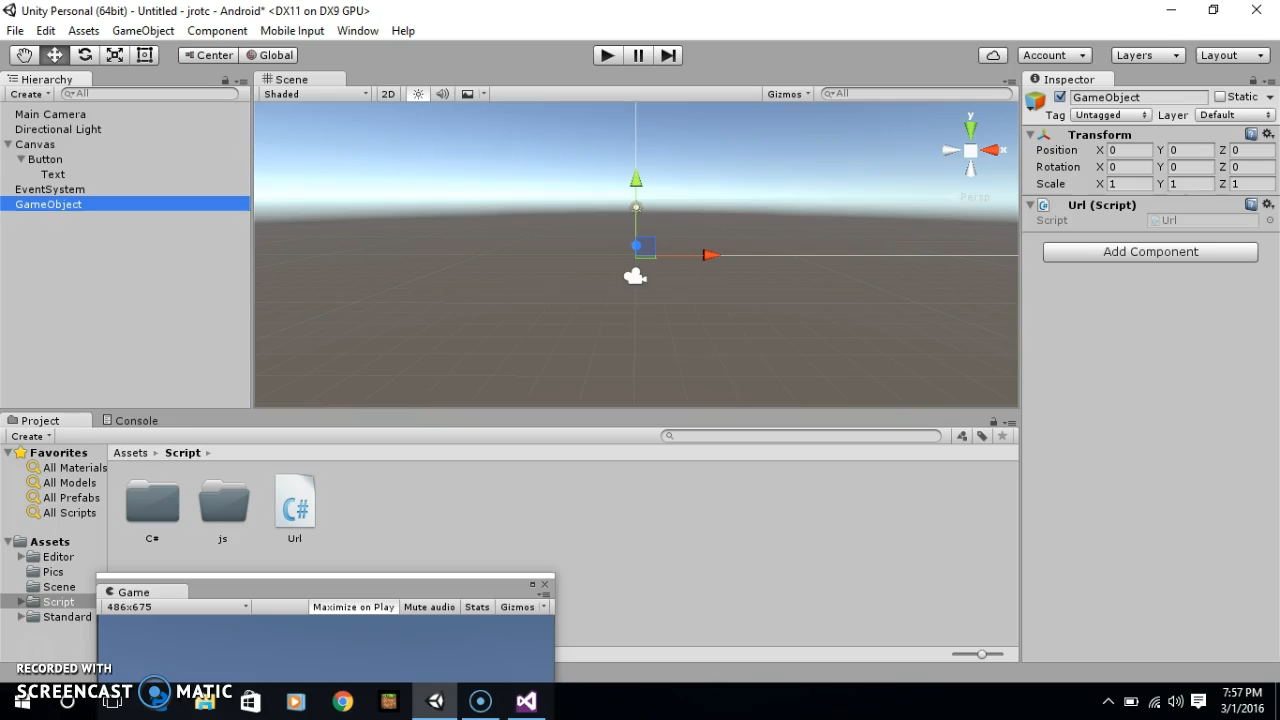 Unity Personal (64bit) - Untitled - jrotc - Android* <DX11 on DX9 GPU>
File Edit Assets GameObject Component Mobile Input Window Help
Center Global Account Layers Layout
Hierarchy
Create All
Main Camera
Directional Light
Canvas
Button
Text
EventSystem
GameObject
Scene
Shaded 2D Gizmos All
y
x
Persp
Inspector
GameObject Static
Tag Untagged Layer Default
Transform
Position X 0 Y 0 Z 0
Rotation X 0 Y 0 Z 0
Scale X 1 Y 1 Z 1
Url (Script)
Script Url
Add Component
Project Console
Create
Favorites
All Materials
All Models
All Prefabs
All Scripts
Assets
Editor
Pics
Scene
Script
Standard
Assets Script
C#
C# js Url
Game
486x675 Maximize on Play Mute audio Stats Gizmos
RECORDED WITH
SCREENCAST MATIC
7:57 PM
3/1/2016